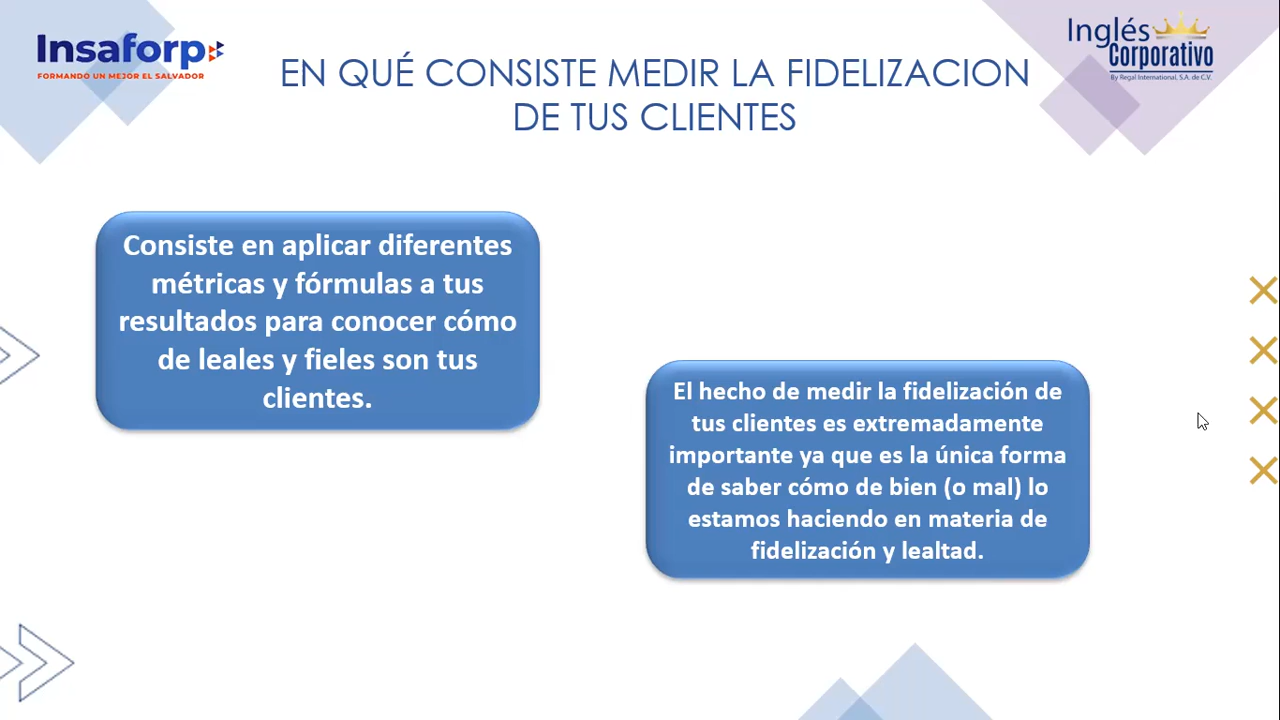 Insaforp
FORMANDO UN MEJOR EL SALVADOR
Inglés
Corporativo
By Regal International, S.A. de C.V.
EN QUÉ CONSISTE MEDIR LA FIDELIZACION
DE TUS CLIENTES
Consiste en aplicar diferentes
métricas y fórmulas a tus
resultados para conocer cómo
de leales y fieles son tus
clientes.
El hecho de medir la fidelización de
tus clientes es extremadamente
importante ya que es la única forma
de saber cómo de bien (o mal) lo
estamos haciendo en materia de
fidelización y lealtad.